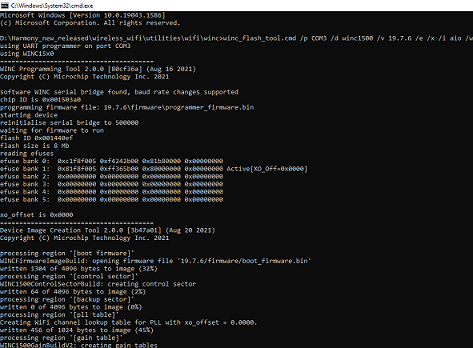 C:\Windows\System32\cmd.exe
Microsoft Windows [Version 10.0.19043.1586]
(c) Microsoft Corporation. All rights reserved.
D:\Harmony_new_released\wireless_wifi\utilities\wifi\winc>winc_flash_tool.cmd /p COM3 /d winc1500 /v 19.7.6 /e /x /i aio /w
using UART programmer on port COM3
using WINC15x0
----------------------------------------
WINC Programming Tool 2.0.0 [80cf36a] (Aug 16 2021)
Copyright (C) Microchip Technology Inc. 2021
software WINC serial bridge found, baud rate changes supported
chip ID is 0x001503a0
programming firmware file: 19.7.6\firmware\programmer_firmware.bin
starting device
reinitialise serial bridge to 500000
waiting for firmware to run
flash ID 0x001440ef
flash size is 8 Mb
reading efuses
efuse bank 0:  0xc1f8f005 0xf4242b00 0x81b80000 0x00000000
efuse bank 1:  0x81f8f005 0xff365b00 0x80000000 0x00000000 Active[XO_Off=0x0000]
efuse bank 2:  0x00000000 0x00000000 0x00000000 0x00000000
efuse bank 3:  0x00000000 0x00000000 0x00000000 0x00000000
efuse bank 4:  0x00000000 0x00000000 0x00000000 0x00000000
efuse bank 5:  0x00000000 0x00000000 0x00000000 0x00000000
xo_offset is 0x0000
----------------------------------------
Device Image Creation Tool 2.0.0 [3b47a01] (Aug 20 2021)
Copyright (C) Microchip Technology Inc. 2021
processing region '[boot firmware]'
WINCFirmwareImageBuild: opening firmware file '19.7.6/firmware/boot_firmware.bin'
written 1304 of 4096 bytes to image (32%)
processing region '[control sector]'
WINC1500ControlSectorBuild: creating control sector
written 64 of 4096 bytes to image (2%)
processing region '[backup sector]'
written 0 of 4096 bytes to image (0%)
processing region '[pll table]'
Creating WiFi channel lookup table for PLL with xo_offset = 0.0000.
written 456 of 1024 bytes to image (45%)
processing region '[gain table]'
WINC1500GainBuildV2: creating gain tables